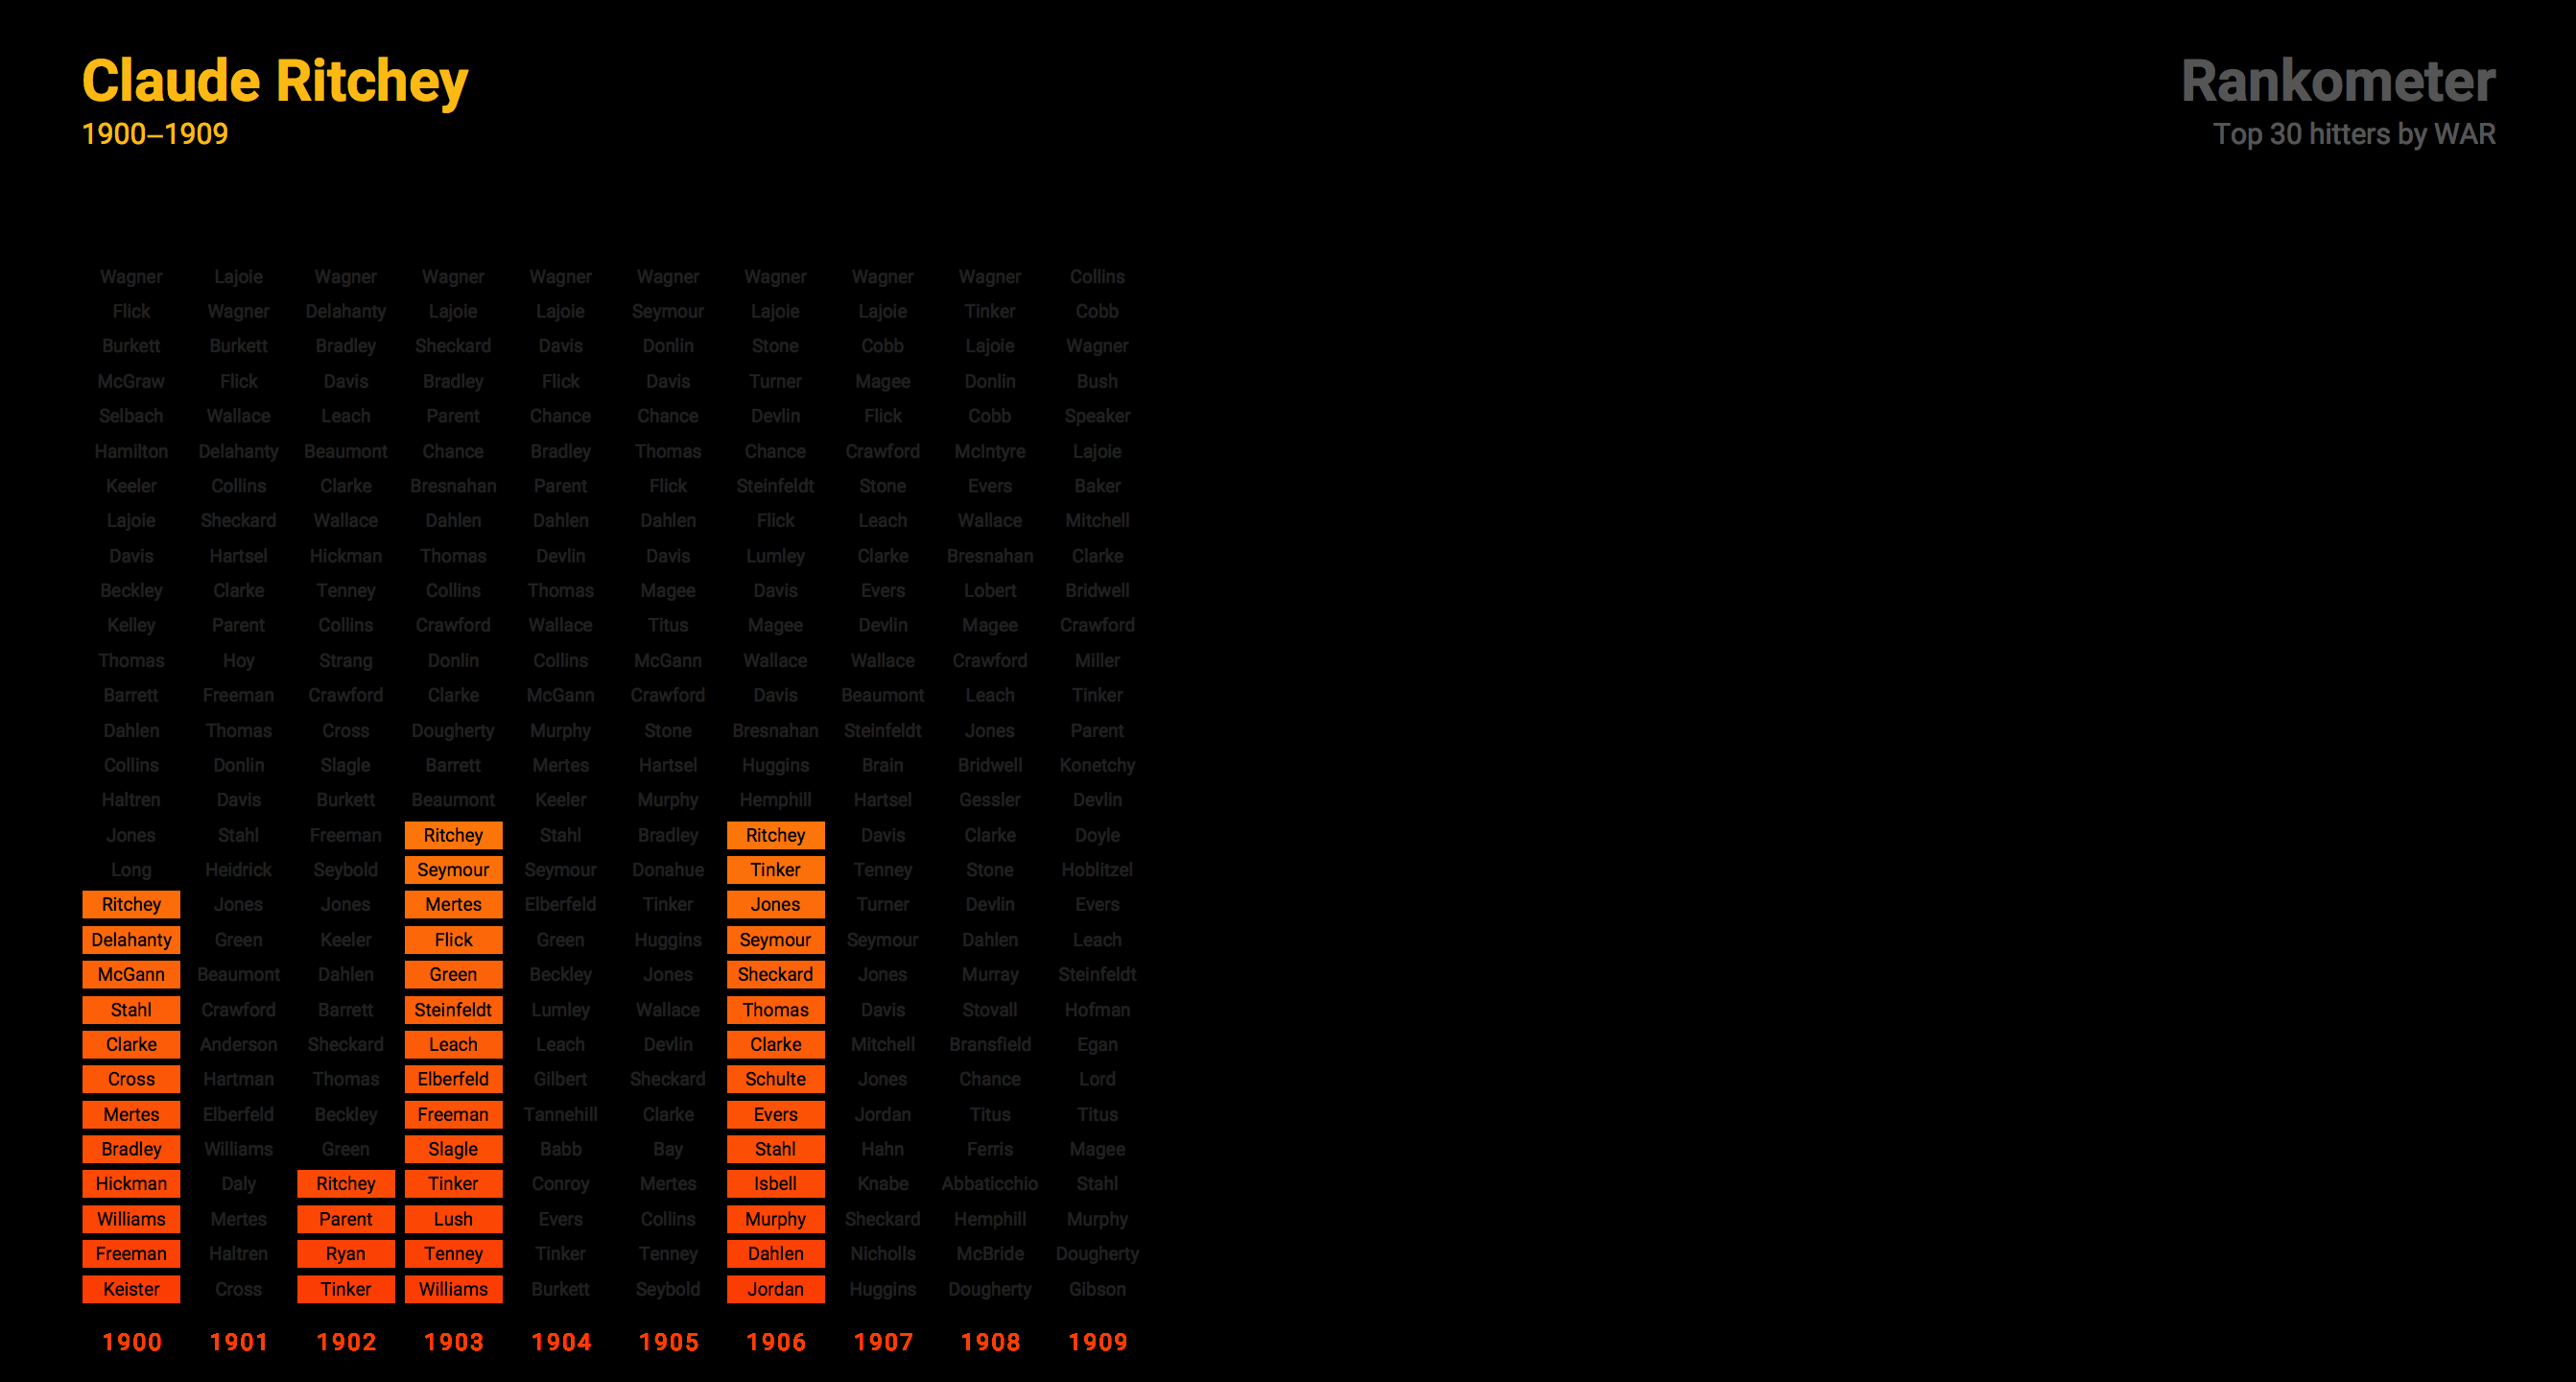 Claude Ritchey
1900–1909
Rankometer
Top 30 hitters by WAR
Wagner Lajoie Wagner Wagner Wagner Wagner Wagner Wagner Wagner Collins
Flick Wagner Delahanty Lajoie Lajoie Seymour Lajoie Lajoie Tinker Cobb
Burkett Burkett Bradley Sheckard Davis Donlin Stone Cobb Lajoie Wagner
McGraw Flick Davis Bradley Flick Davis Turner Magee Donlin Bush
Selbach Wallace Leach Parent Chance Chance Devlin Flick Cobb Speaker
Hamilton Delahanty Beaumont Chance Bradley Thomas Chance Crawford McIntyre Lajoie
Keeler Collins Clarke Bresnahan Parent Flick Steinfeldt Stone Evers Baker
Lajoie Sheckard Wallace Dahlen Dahlen Dahlen Flick Leach Wallace Mitchell
Davis Hartsel Hickman Thomas Devlin Davis Lumley Clarke Bresnahan Clarke
Beckley Clarke Tenney Collins Thomas Magee Davis Evers Lobert Bridwell
Kelley Parent Collins Crawford Wallace Titus Magee Devlin Magee Crawford
Thomas Hoy Strang Donlin Collins McGann Wallace Wallace Crawford Miller
Barrett Freeman Crawford Clarke McGann Crawford Davis Beaumont Leach Tinker
Dahlen Thomas Cross Dougherty Murphy Stone Bresnahan Steinfeldt Jones Parent
Collins Donlin Slagle Barrett Mertes Hartsel Huggins Brain Bridwell Konetchy
Haltren Davis Burkett Beaumont Keeler Murphy Hemphill Hartsel Gessler Devlin
Jones Stahl Freeman Ritchey Stahl Bradley Ritchey Davis Clarke Doyle
Long Heidrick Seybold Seymour Seymour Donahue Tinker Tenney Stone Hoblitzel
Ritchey Jones Jones Mertes Elberfeld Tinker Jones Turner Devlin Evers
Delahanty Green Keeler Flick Green Huggins Seymour Seymour Dahlen Leach
McGann Beaumont Dahlen Green Beckley Jones Sheckard Jones Murray Steinfeldt
Stahl Crawford Barrett Steinfeldt Lumley Wallace Thomas Davis Stovall Hofman
Clarke Anderson Sheckard Leach Leach Devlin Clarke Mitchell Bransfield Egan
Cross Hartman Thomas Elberfeld Gilbert Sheckard Schulte Jones Chance Lord
Mertes Elberfeld Beckley Freeman Tannehill Clarke Evers Jordan Titus Titus
Bradley Williams Green Slagle Babb Bay Stahl Hahn Ferris Magee
Hickman Daly Ritchey Tinker Conroy Mertes Isbell Knabe Abbaticchio Stahl
Williams Mertes Parent Lush Evers Collins Murphy Sheckard Hemphill Murphy
Freeman Haltren Ryan Tenney Tinker Tenney Dahlen Nicholls McBride Dougherty
Keister Cross Tinker Williams Burkett Seybold Jordan Huggins Dougherty Gibson
1900 1901 1902 1903 1904 1905 1906 1907 1908 1909